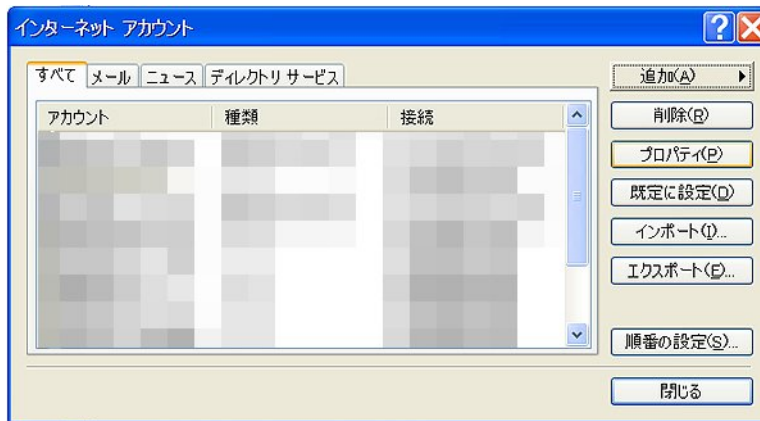 インターネット アカウント
すべて メール ニュース ディレクトリ サービス
アカウント 種類 接続
追加(A)
削除(R)
プロパティ(P)
既定に設定(D)
インポート(I)...
エクスポート(E)...
順番の設定(S)...
閉じる